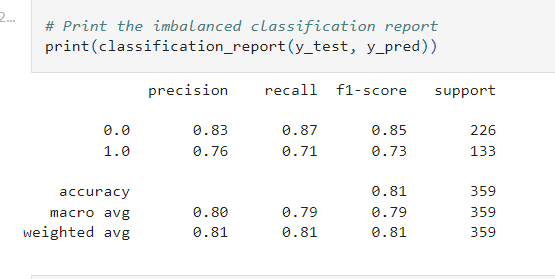 2...
# Print the imbalanced classification report
print(classification_report(y_test, y_pred))
precision recall f1-score support
0.0 0.83 0.87 0.85 226
1.0 0.76 0.71 0.73 133
accuracy 0.81 359
macro avg 0.80 0.79 0.79 359
weighted avg 0.81 0.81 0.81 359